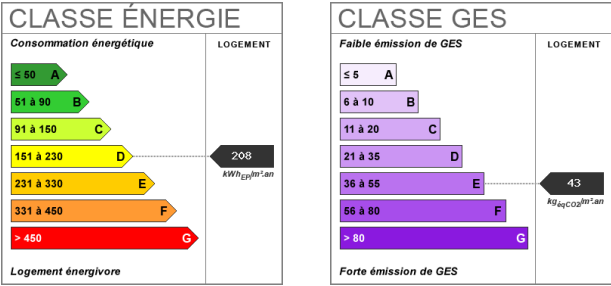 CLASSE ÉNERGIE
Consommation énergétique
LOGEMENT
≤ 50 A
51 à 90 B
91 à 150 C
151 à 230 D
208
kWhEP/m².an
231 à 330 E
331 à 450 F
> 450 G
Logement énergivore
CLASSE GES
Faible émission de GES
LOGEMENT
≤ 5 A
6 à 10 B
11 à 20 C
21 à 35 D
36 à 55 E
43
kgéqCO2/m².an
56 à 80 F
> 80 G
Forte émission de GES